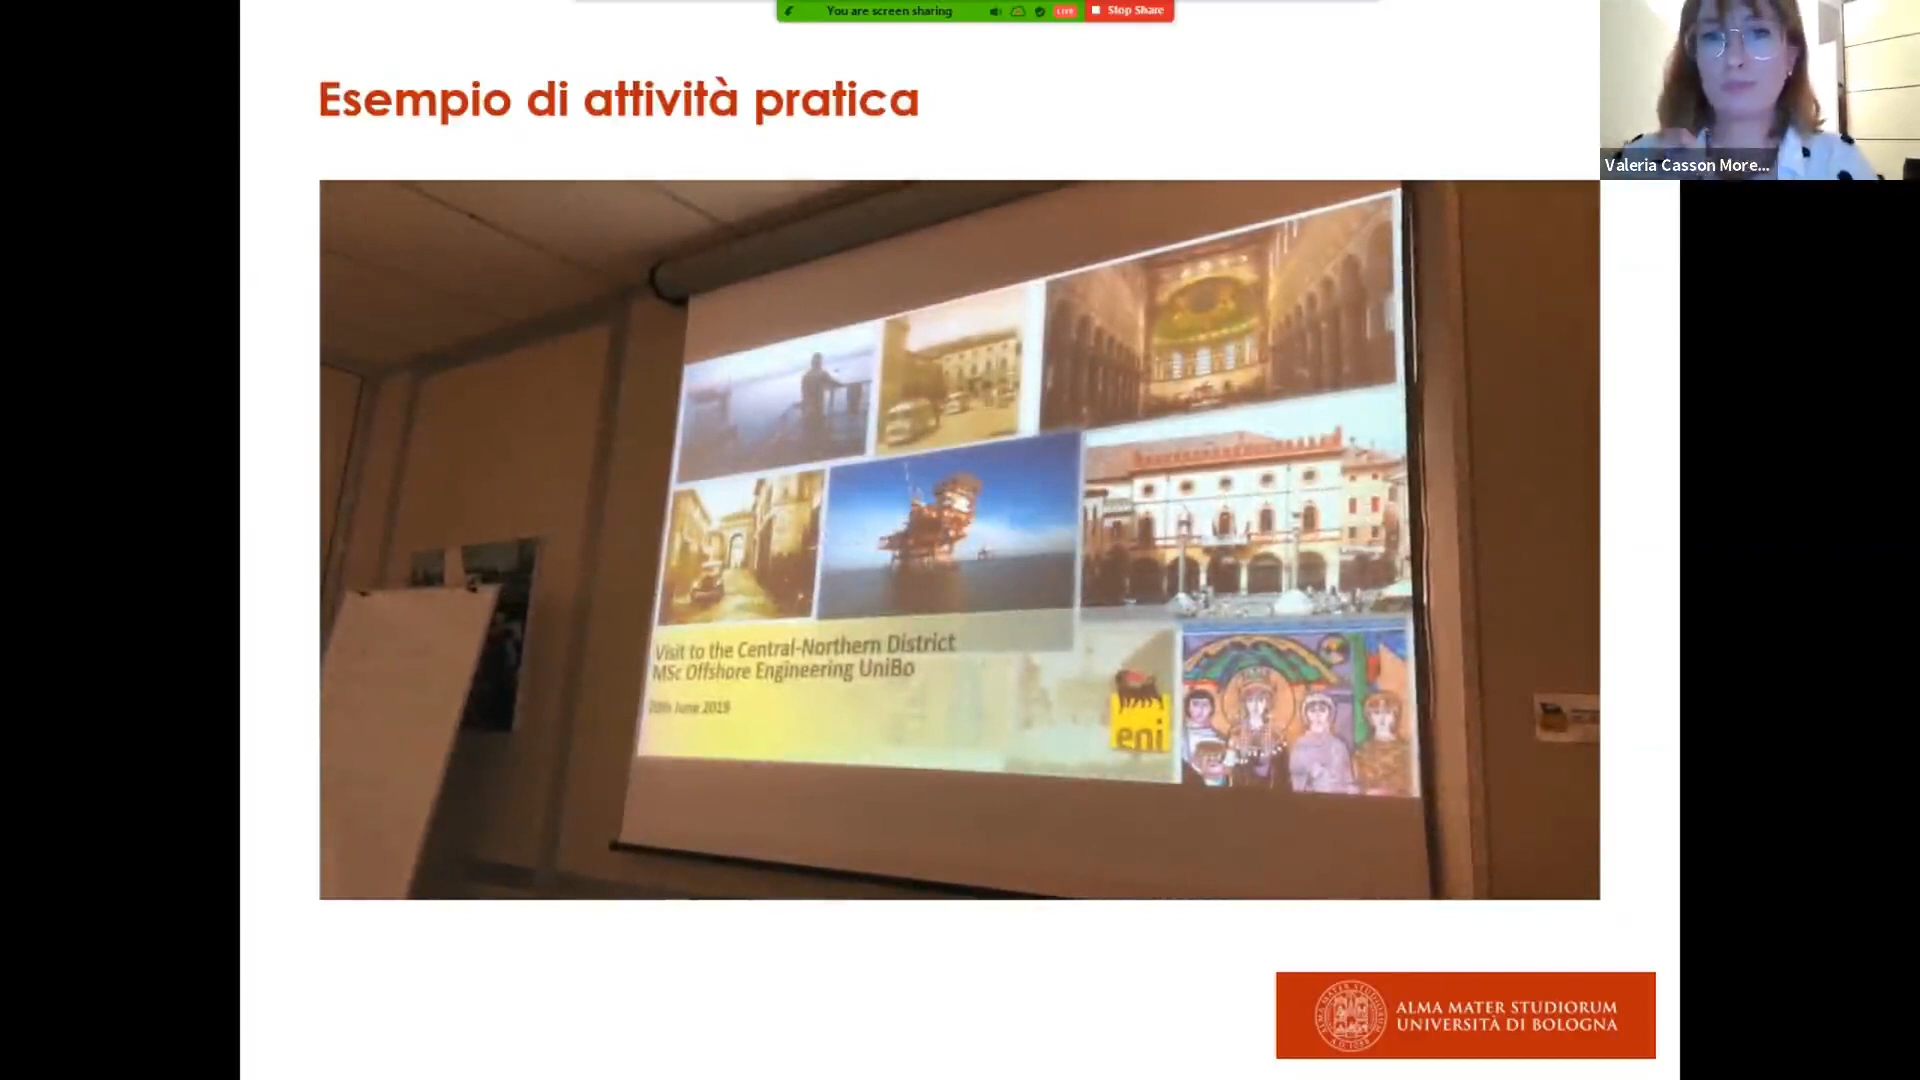 You are screen sharing
LIVE
Stop Share
Esempio di attività pratica
Valeria Casson More...
Visit to the Central-Northern District
MSc Offshore Engineering UniBo
June 2019
eni
ALMA MATER STUDIORUM
UNIVERSITÀ DI BOLOGNA